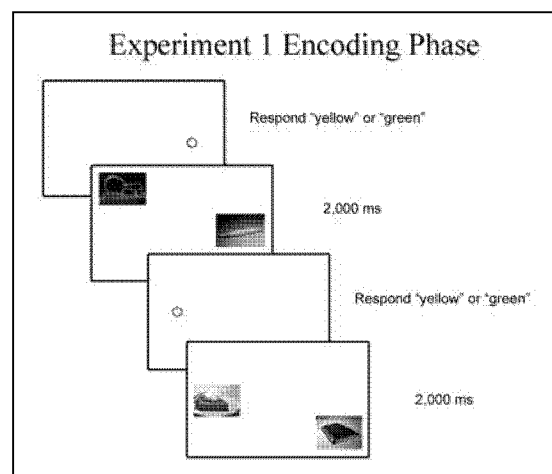 Experiment 1 Encoding Phase
Respond "yellow" or "green"
2,000 ms
Respond "yellow" or "green"
2,000 ms